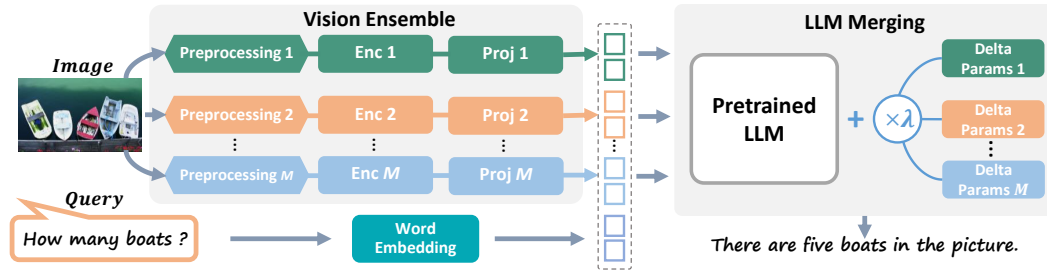 Vision Ensemble
LLM Merging
Image
Preprocessing 1
Enc 1
Proj 1
Preprocessing 2
Enc 2
Proj 2
Preprocessing M
Enc M
Proj M
Query
How many boats ?
Word
Embedding
Pretrained
LLM
+
×λ
Delta
Params 1
Delta
Params 2
Delta
Params M
There are five boats in the picture.